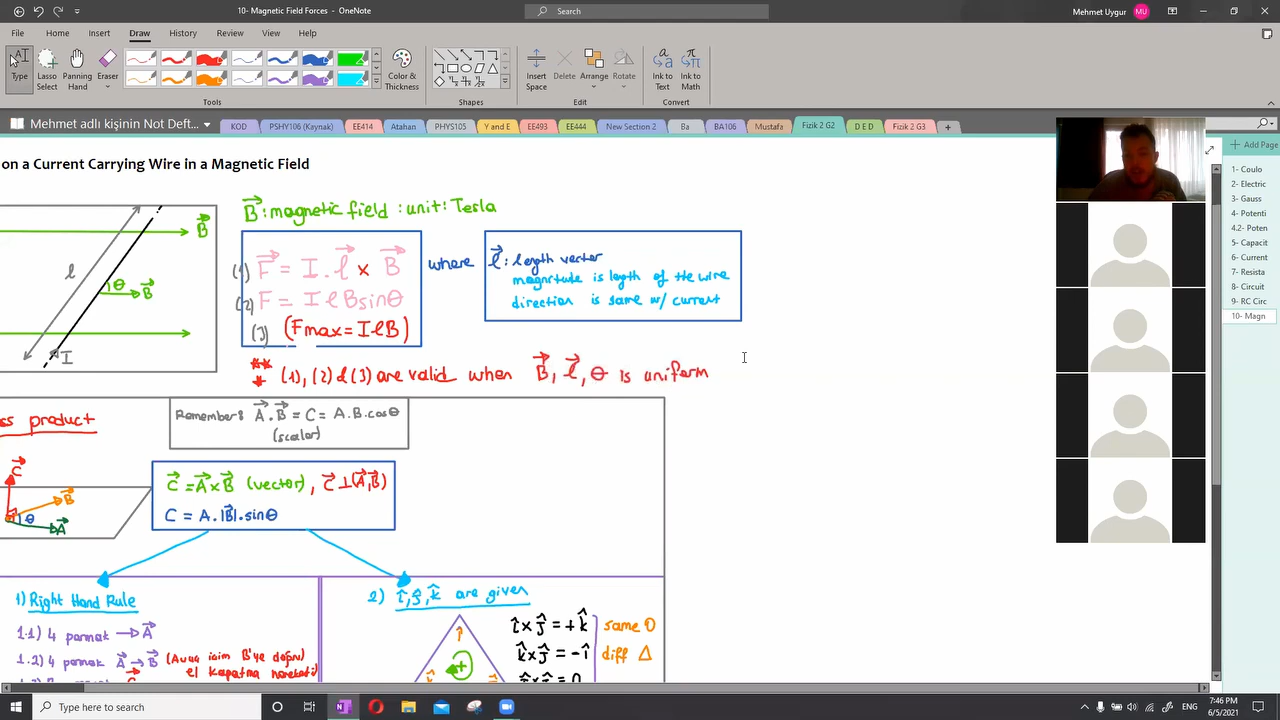 10- Magnetic Field Forces - OneNote
Search
Mehmet Uygur
MU
File
Home
Insert
Draw
History
Review
View
Help
Type
Lasso Select
Panning Hand
Eraser
Color & Thickness
Insert Space
Delete
Arrange
Rotate
Ink to Text
Ink to Math
Tools
Shapes
Edit
Convert
Mehmet adlı kişinin Not Deft...
KOD
PSHY106 (Kaynak)
EE414
Atahan
PHYS105
Y and E
EE493
EE444
New Section 2
Ba
BA106
Mustafa
Fizik 2 G2
D E D
Fizik 2 G3
+
Add Page
on a Current Carrying Wire in a Magnetic Field
1- Coulo
2- Electric
3- Gauss
4- Potenti
4.2- Poten
5- Capacit
6- Current
7- Resista
8- Circuit
9- RC Circ
10- Magn
B⃗ : magnetic field : unit : Tesla
B⃗
ℓ
θ
B⃗
I
(1) F⃗ = I . ℓ⃗ × B⃗
(2) F = I ℓ B sinθ
(3) (Fmax = I ℓ B)
where
ℓ⃗ : length vector
magnitude is length of the wire
direction is same w/ current
*** (1), (2) & (3) are valid when B⃗, ℓ⃗, θ is uniform
ss product
Remember: A⃗ . B⃗ = C = A.B.cosθ
(scalar)
C⃗
B⃗
θ
A⃗
C⃗ = A⃗ × B⃗ (vector), C⃗ ⊥ (A⃗, B⃗)
C = A . |B⃗| . sinθ
1) Right Hand Rule
1.1) 4 parmak → A⃗
1.2) 4 parmak A⃗ → B⃗ (Avuç içim B'ye doğru
el kapatma hareketi)
2) î, ĵ, k̂ are given
î × ĵ = +k̂
k̂ × ĵ = -î
same
diff
+
Type here to search
ENG
7:46 PM
6/5/2021